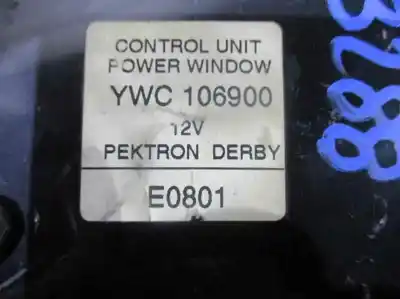 CONTROL UNIT
POWER WINDOW
YWC 106900
12V
PEKTRON DERBY
E0801